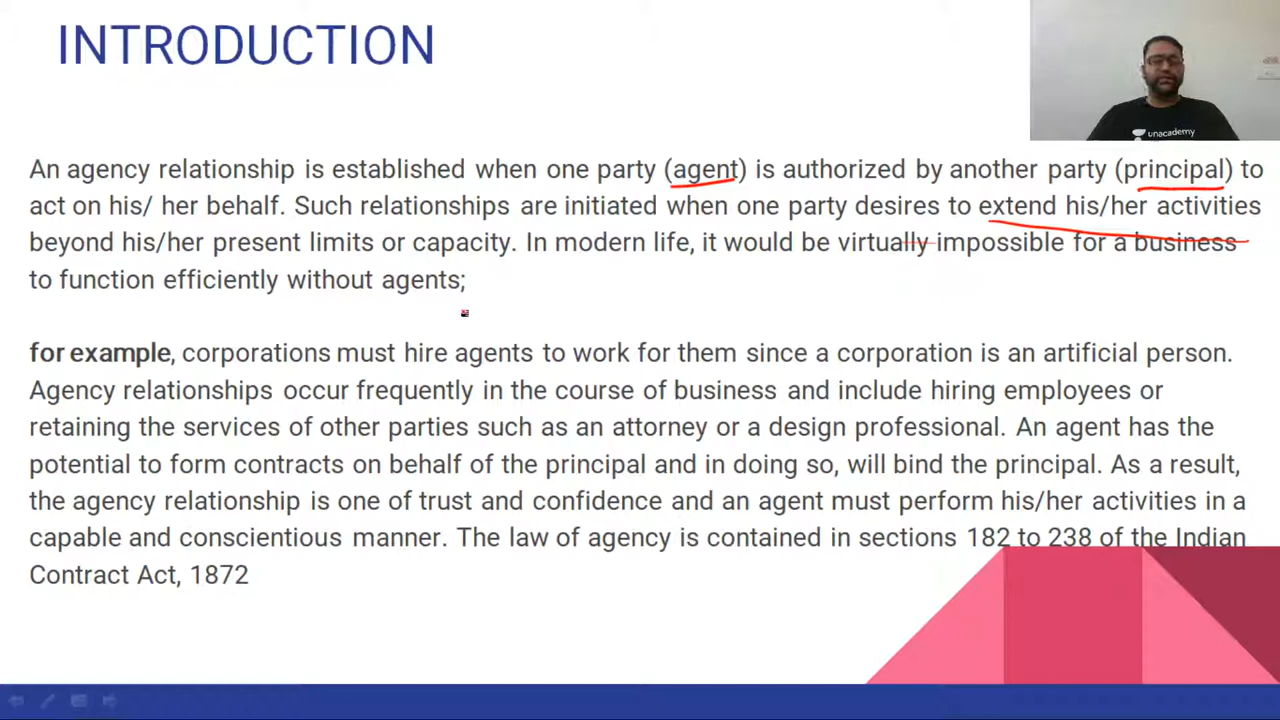 INTRODUCTION
unacademy
An agency relationship is established when one party (agent) is authorized by another party (principal) to
act on his/ her behalf. Such relationships are initiated when one party desires to extend his/her activities
beyond his/her present limits or capacity. In modern life, it would be virtually impossible for a business
to function efficiently without agents;
for example, corporations must hire agents to work for them since a corporation is an artificial person.
Agency relationships occur frequently in the course of business and include hiring employees or
retaining the services of other parties such as an attorney or a design professional. An agent has the
potential to form contracts on behalf of the principal and in doing so, will bind the principal. As a result,
the agency relationship is one of trust and confidence and an agent must perform his/her activities in a
capable and conscientious manner. The law of agency is contained in sections 182 to 238 of the Indian
Contract Act, 1872